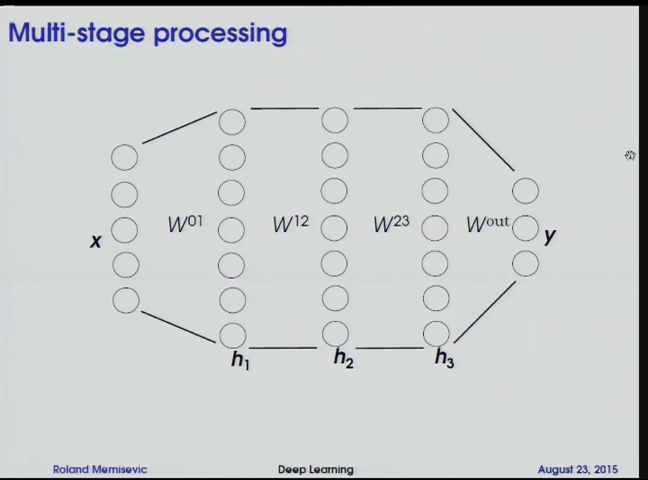 Multi-stage processing
x W⁰¹ W¹² W²³ Wᵒᵘᵗ y
h₁ h₂ h₃
Roland Memisevic Deep Learning August 23, 2015